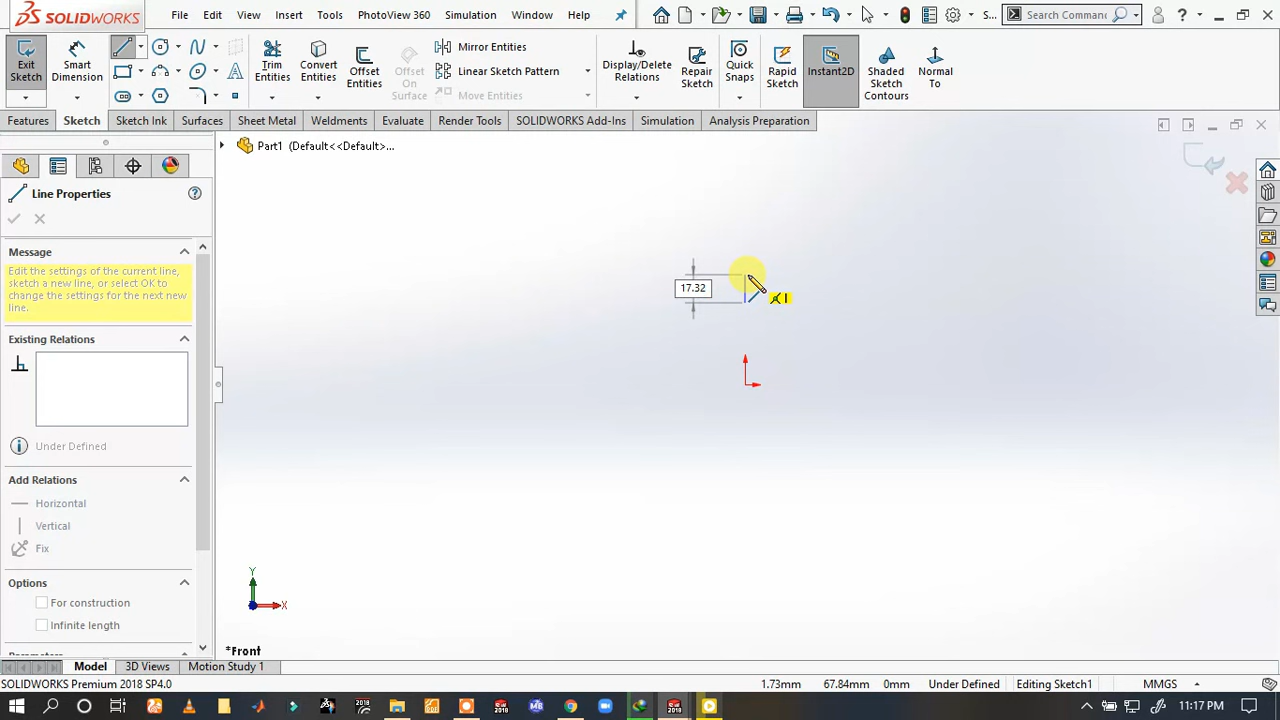 SOLIDWORKS File Edit View Insert Tools PhotoView 360 Simulation Window Help S... Search Commands ?
Exit Sketch Smart Dimension Trim Entities Convert Entities Offset Entities Offset On Surface Mirror Entities Linear Sketch Pattern Move Entities Display/Delete Relations Repair Sketch Quick Snaps Rapid Sketch Instant2D Shaded Sketch Contours Normal To
Features Sketch Sketch Ink Surfaces Sheet Metal Weldments Evaluate Render Tools SOLIDWORKS Add-Ins Simulation Analysis Preparation
Part1 (Default<<Default>...
Line Properties
Message
Edit the settings of the current line,
sketch a new line, or select OK to
change the settings for the next new
line.
17.32
Existing Relations
Under Defined
Add Relations
Horizontal
Vertical
Fix
Options
For construction
Infinite length
Y
X
*Front
Model 3D Views Motion Study 1
SOLIDWORKS Premium 2018 SP4.0 1.73mm 67.84mm 0mm Under Defined Editing Sketch1 MMGS
11:17 PM